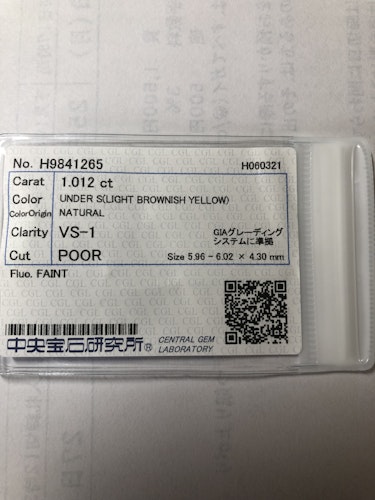 No. H9841265
H060321
Carat 1.012 ct
Color UNDER S(LIGHT BROWNISH YELLOW)
ColorOrigin NATURAL
Clarity VS-1
GIAグレーディング
システムに準拠
Cut POOR
Size 5.96 - 6.02 × 4.30 mm
Fluo. FAINT
中央宝石研究所®
CENTRAL GEM
LABORATORY